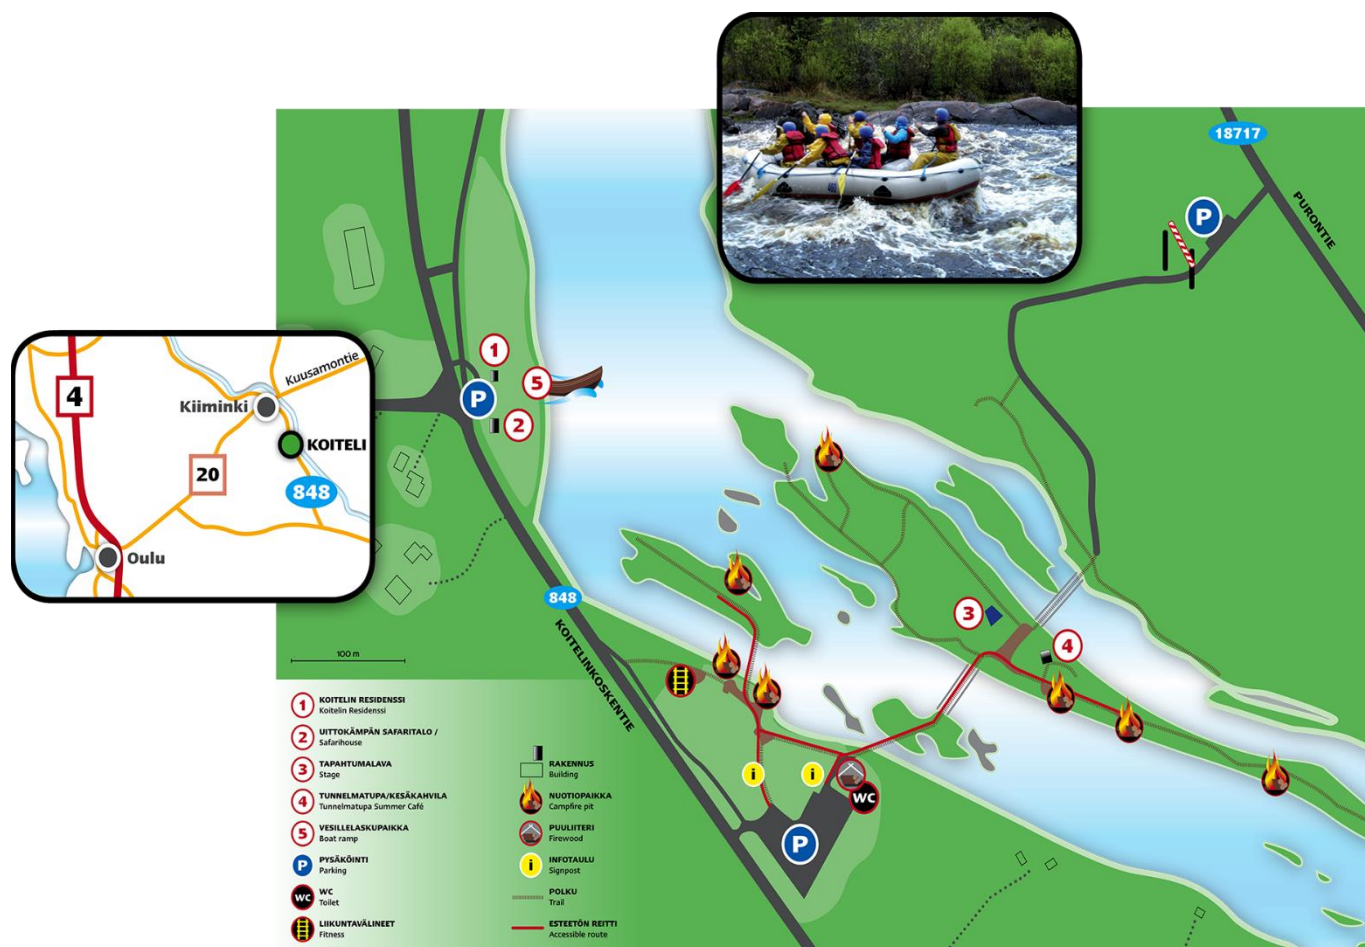 18717
PURONTIE
P
1
5
P
2
4
Kuusamontie
Kiiminki
KOITELI
20
848
Oulu
848
KOITELINKOSKENTIE
3
4
100 m
i
i
WC
P
1 KOITELIN RESIDENSSI
Koitelin Residenssi
2 UITTOKÄMPÄN SAFARITALO /
Safarihouse
3 TAPAHTUMALAVA
Stage
4 TUNNELMATUPA/KESÄKAHVILA
Tunnelmatupa Summer Café
5 VESILLELASKUPAIKKA
Boat ramp
P PYSÄKÖINTI
Parking
WC WC
Toilet
LIIKUNTAVÄLINEET
Fitness
RAKENNUS
Building
NUOTIOPAIKKA
Campfire pit
PUULIITERI
Firewood
i INFOTAULU
Signpost
POLKU
Trail
ESTEETÖN REITTI
Accessible route